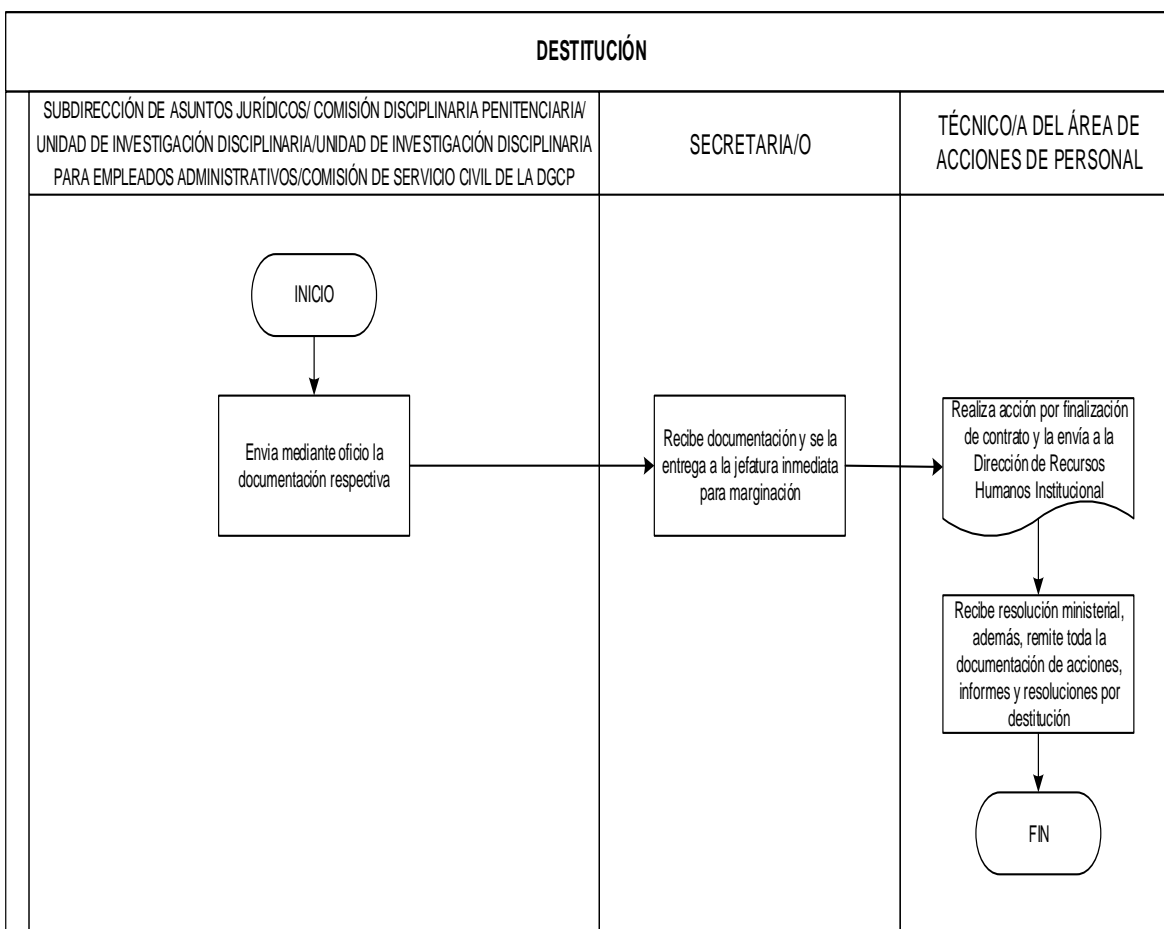 DESTITUCIÓN
SUBDIRECCIÓN DE ASUNTOS JURÍDICOS/ COMISIÓN DISCIPLINARIA PENITENCIARIA/
UNIDAD DE INVESTIGACIÓN DISCIPLINARIA/UNIDAD DE INVESTIGACIÓN DISCIPLINARIA
PARA EMPLEADOS ADMINISTRATIVOS/COMISIÓN DE SERVICIO CIVIL DE LA DGCP
SECRETARIA/O
TÉCNICO/A DEL ÁREA DE
ACCIONES DE PERSONAL
INICIO
Envia mediante oficio la
documentación respectiva
Recibe documentación y se la
entrega a la jefatura inmediata
para marginación
Realiza acción por finalización
de contrato y la envía a la
Dirección de Recursos
Humanos Institucional
Recibe resolución ministerial,
además, remite toda la
documentación de acciones,
informes y resoluciones por
destitución
FIN